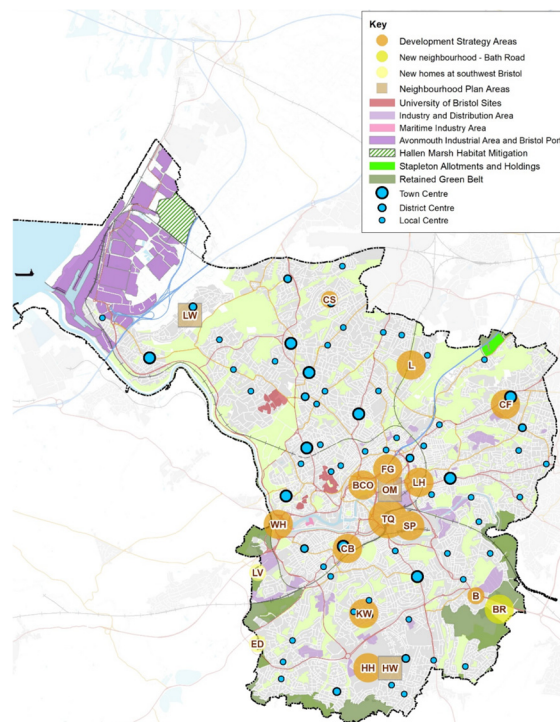 Key
Development Strategy Areas
New neighbourhood - Bath Road
New homes at southwest Bristol
Neighbourhood Plan Areas
University of Bristol Sites
Industry and Distribution Area
Maritime Industry Area
Avonmouth Industrial Area and Bristol Port
Hallen Marsh Habitat Mitigation
Stapleton Allotments and Holdings
Retained Green Belt
Town Centre
District Centre
Local Centre
CS
LW
L
CF
FG
BCO
OM
LH
WH
TQ
SP
CB
LV
B
BR
KW
ED
HH
HW